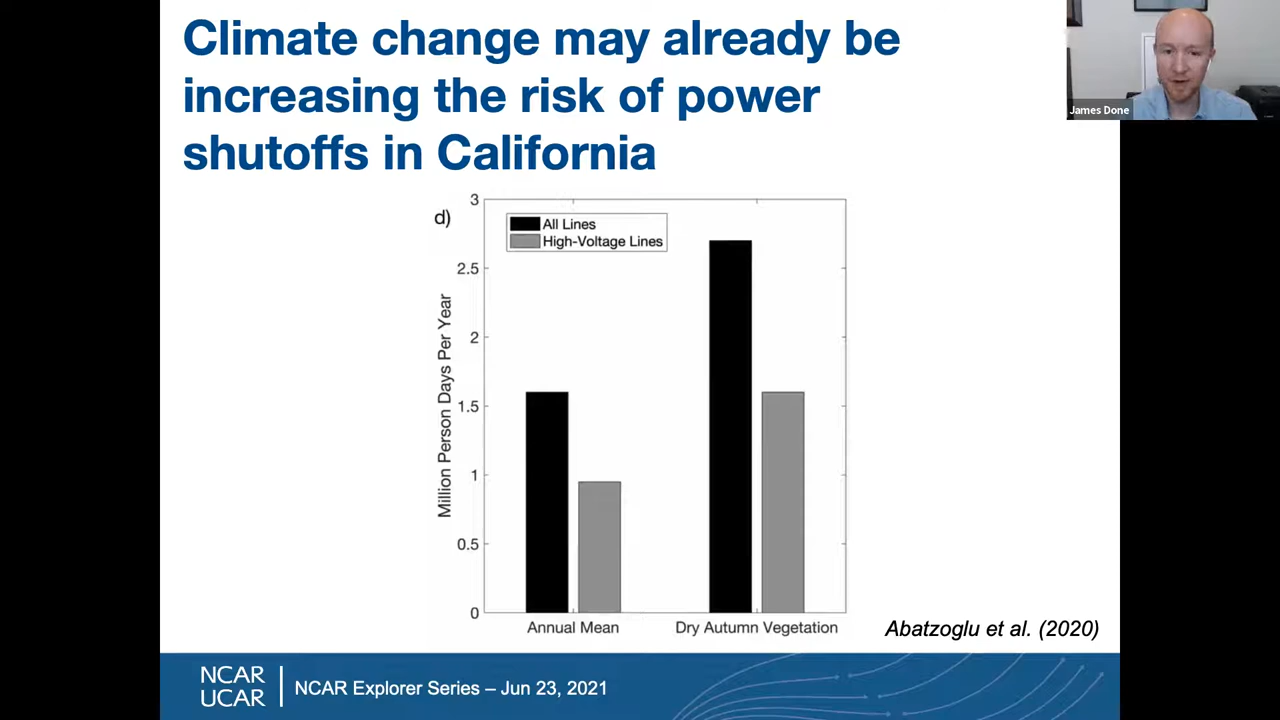 Climate change may already be
increasing the risk of power
shutoffs in California
James Done
d)
All Lines
High-Voltage Lines
Million Person Days Per Year
3
2.5
2
1.5
1
0.5
0
Annual Mean
Dry Autumn Vegetation
Abatzoglu et al. (2020)
NCAR
UCAR
NCAR Explorer Series – Jun 23, 2021